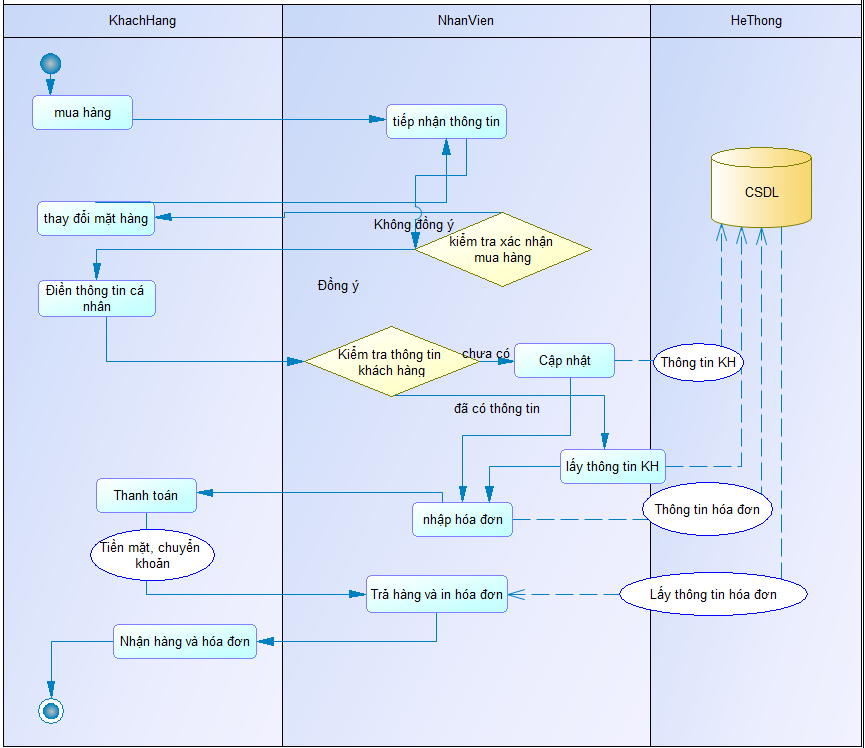 KhachHang
NhanVien
HeThong
mua hàng
tiếp nhận thông tin
CSDL
thay đổi mặt hàng
Không đồng ý
kiểm tra xác nhận
mua hàng
Điền thông tin cá
nhân
Đồng ý
Kiểm tra thông tin
khách hàng
chưa có
Cập nhật
Thông tin KH
đã có thông tin
lấy thông tin KH
Thanh toán
nhập hóa đơn
Thông tin hóa đơn
Tiền mặt, chuyển
khoản
Trả hàng và in hóa đơn
Lấy thông tin hóa đơn
Nhận hàng và hóa đơn